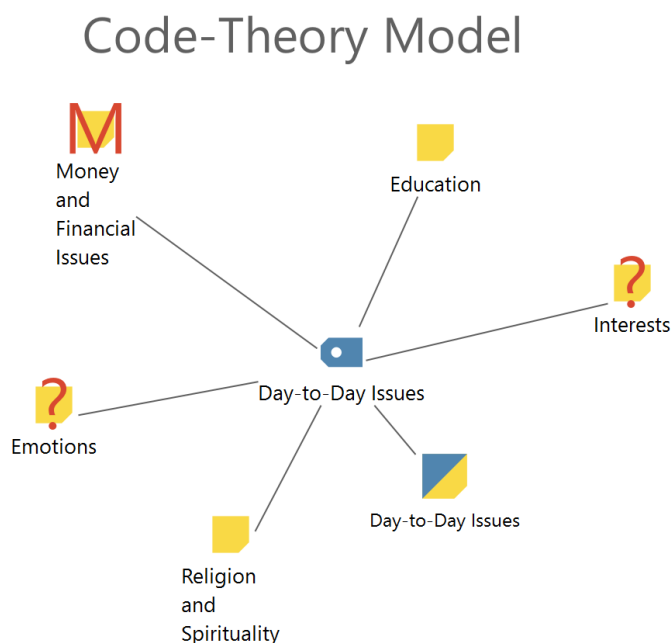 Code-Theory Model
M
Money
and
Financial
Issues
Education
?
Interests
Day-to-Day Issues
?
Emotions
Day-to-Day Issues
Religion
and
Spirituality